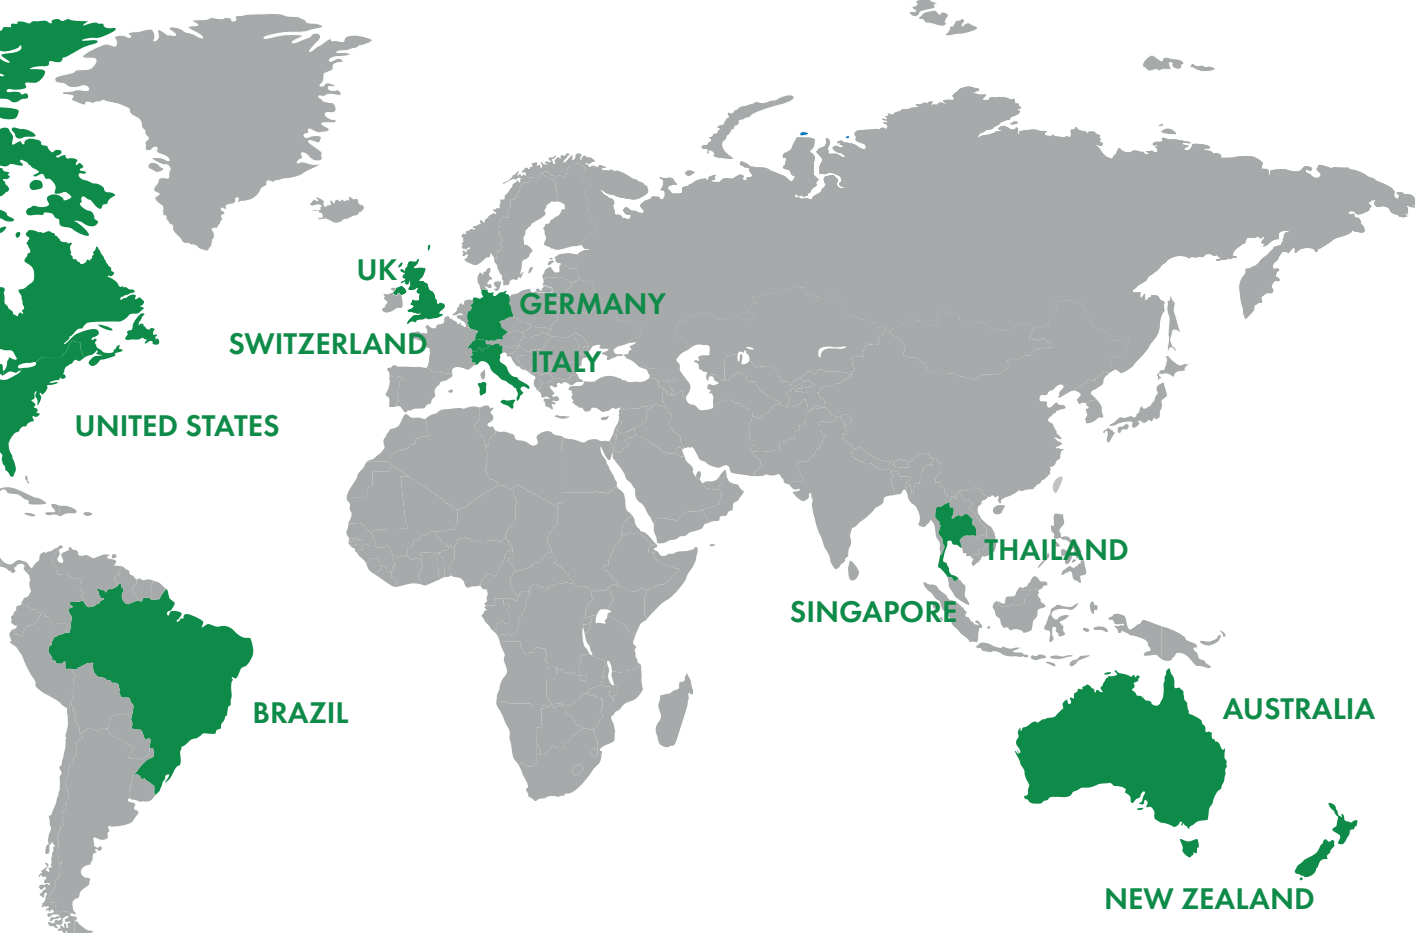 UK
GERMANY
SWITZERLAND
ITALY
UNITED STATES
THAILAND
SINGAPORE
BRAZIL
AUSTRALIA
NEW ZEALAND